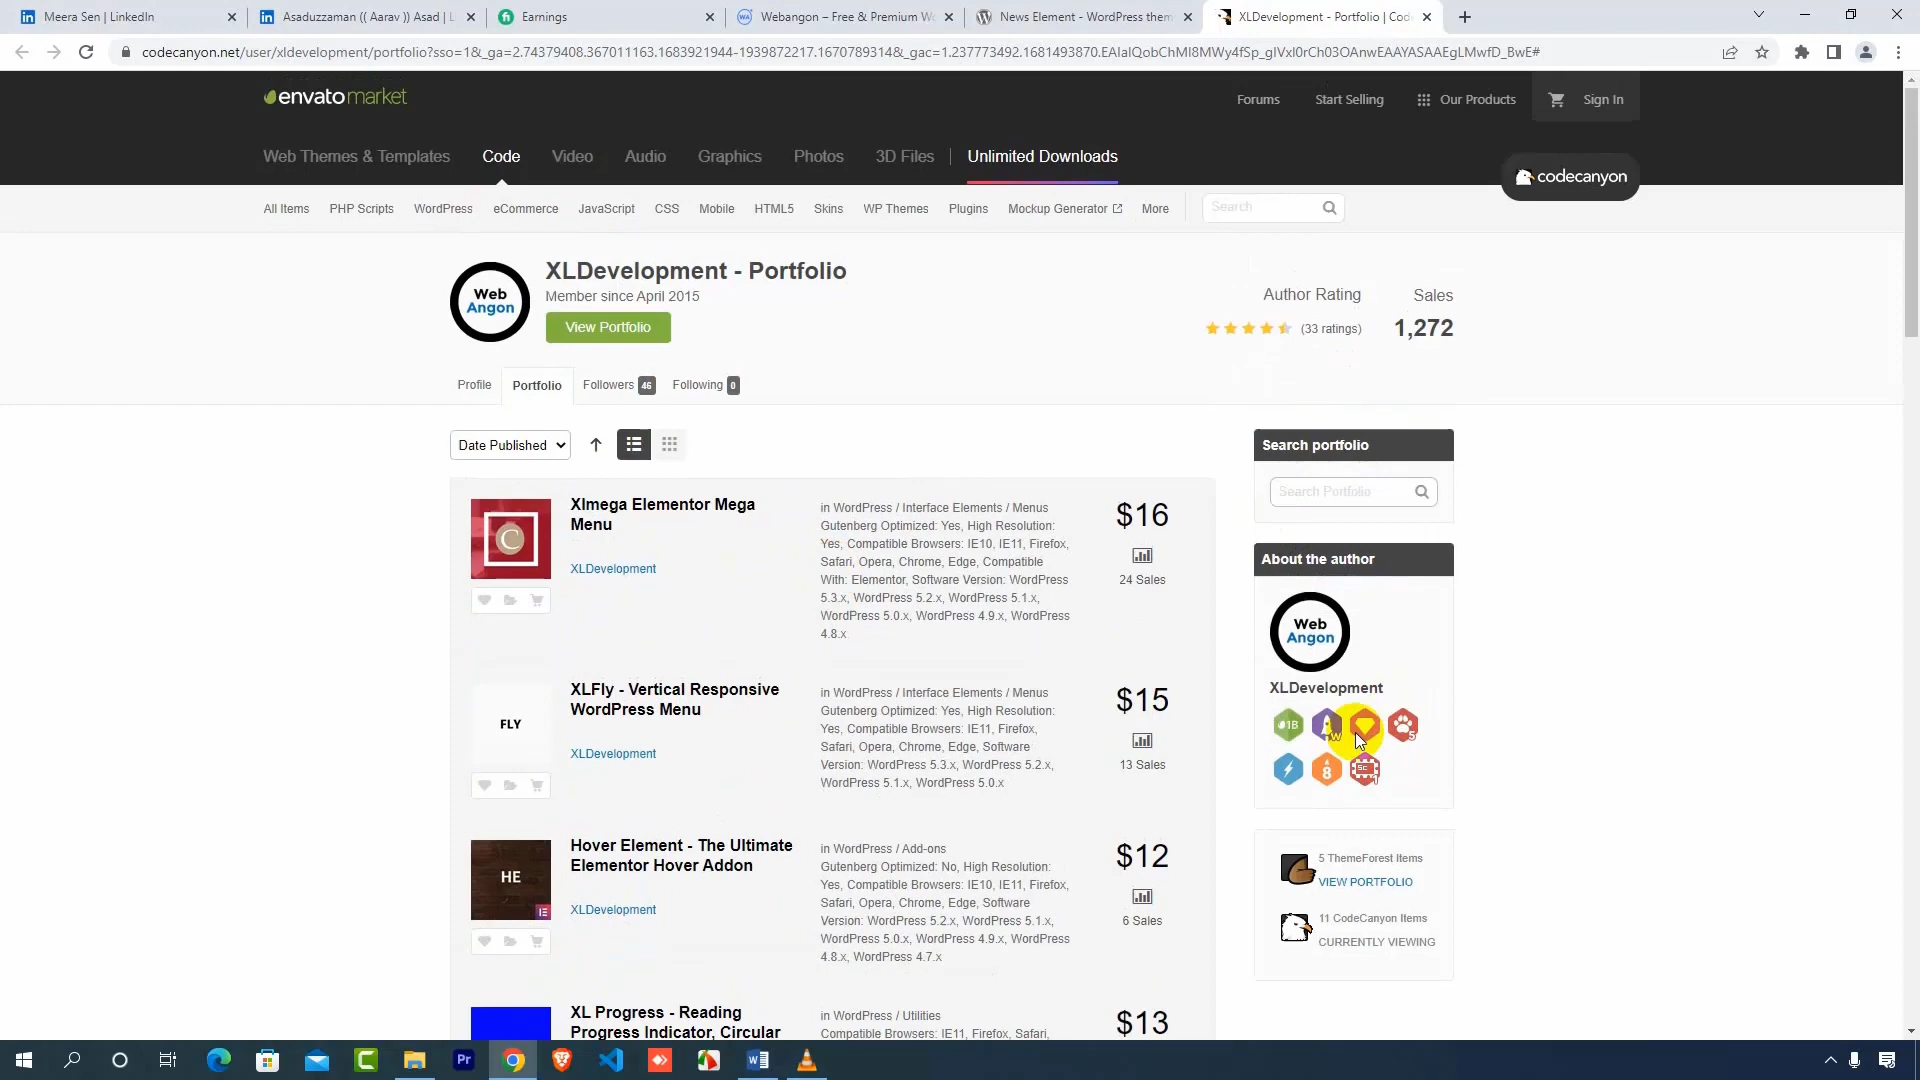 Meera Sen | LinkedIn
Asaduzzaman (( Aarav )) Asad | L
Earnings
Webangon – Free & Premium Wo
News Element - WordPress them
XLDevelopment - Portfolio | Code
codecanyon.net/user/xldevelopment/portfolio?sso=1&_ga=2.74379408.367011163.1683921944-1939872217.1670789314&_gac=1.237773492.1681493870.EAIaIQobChMI8MWy4fSp_gIVxI0rCh03OAnwEAAYASAAEgLMwfD_BwE#
envato market
Forums
Start Selling
Our Products
Sign In
Web Themes & Templates
Code
Video
Audio
Graphics
Photos
3D Files
Unlimited Downloads
codecanyon
All Items
PHP Scripts
WordPress
eCommerce
JavaScript
CSS
Mobile
HTML5
Skins
WP Themes
Plugins
Mockup Generator
More
Search
Web
Angon
XLDevelopment - Portfolio
Member since April 2015
View Portfolio
Author Rating
(33 ratings)
Sales
1,272
Profile
Portfolio
Followers 46
Following 0
Date Published
C
Xlmega Elementor Mega
Menu
XLDevelopment
in WordPress / Interface Elements / Menus
Gutenberg Optimized: Yes, High Resolution:
Yes, Compatible Browsers: IE10, IE11, Firefox,
Safari, Opera, Chrome, Edge, Compatible
With: Elementor, Software Version: WordPress
5.3.x, WordPress 5.2.x, WordPress 5.1.x,
WordPress 5.0.x, WordPress 4.9.x, WordPress
4.8.x
$16
24 Sales
FLY
XLFly - Vertical Responsive
WordPress Menu
XLDevelopment
in WordPress / Interface Elements / Menus
Gutenberg Optimized: Yes, High Resolution:
Yes, Compatible Browsers: IE11, Firefox,
Safari, Opera, Chrome, Edge, Software
Version: WordPress 5.3.x, WordPress 5.2.x,
WordPress 5.1.x, WordPress 5.0.x
$15
13 Sales
HE
Hover Element - The Ultimate
Elementor Hover Addon
XLDevelopment
in WordPress / Add-ons
Gutenberg Optimized: No, High Resolution:
Yes, Compatible Browsers: IE10, IE11, Firefox,
Safari, Opera, Chrome, Edge, Software
Version: WordPress 5.2.x, WordPress 5.1.x,
WordPress 5.0.x, WordPress 4.9.x, WordPress
4.8.x, WordPress 4.7.x
$12
6 Sales
XL Progress - Reading
Progress Indicator, Circular
in WordPress / Utilities
Compatible Browsers: IE11, Firefox, Safari,
$13
Search portfolio
Search Portfolio
About the author
Web
Angon
XLDevelopment
1B
W
5
8
SC
1
5 ThemeForest Items
VIEW PORTFOLIO
11 CodeCanyon Items
CURRENTLY VIEWING
Pr